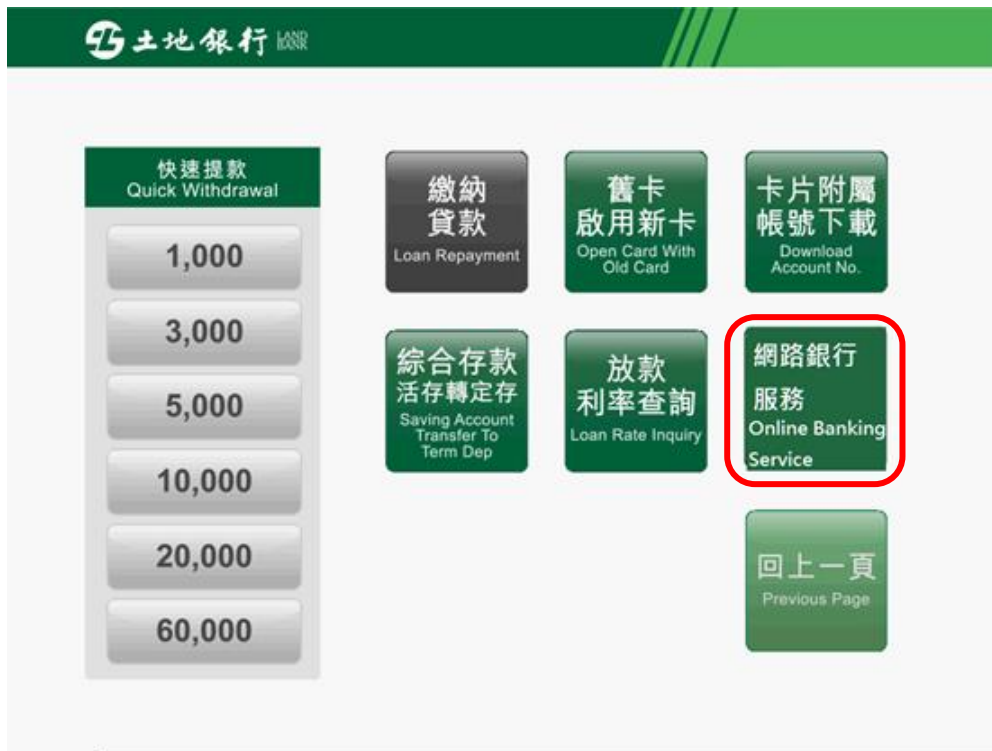 土地銀行 LAND BANK
快速提款
Quick Withdrawal
1,000
3,000
5,000
10,000
20,000
60,000
繳納
貸款
Loan Repayment
舊卡
啟用新卡
Open Card With
Old Card
卡片附屬
帳號下載
Download
Account No.
綜合存款
活存轉定存
Saving Account
Transfer To
Term Dep
放款
利率查詢
Loan Rate Inquiry
網路銀行
服務
Online Banking
Service
回上一頁
Previous Page